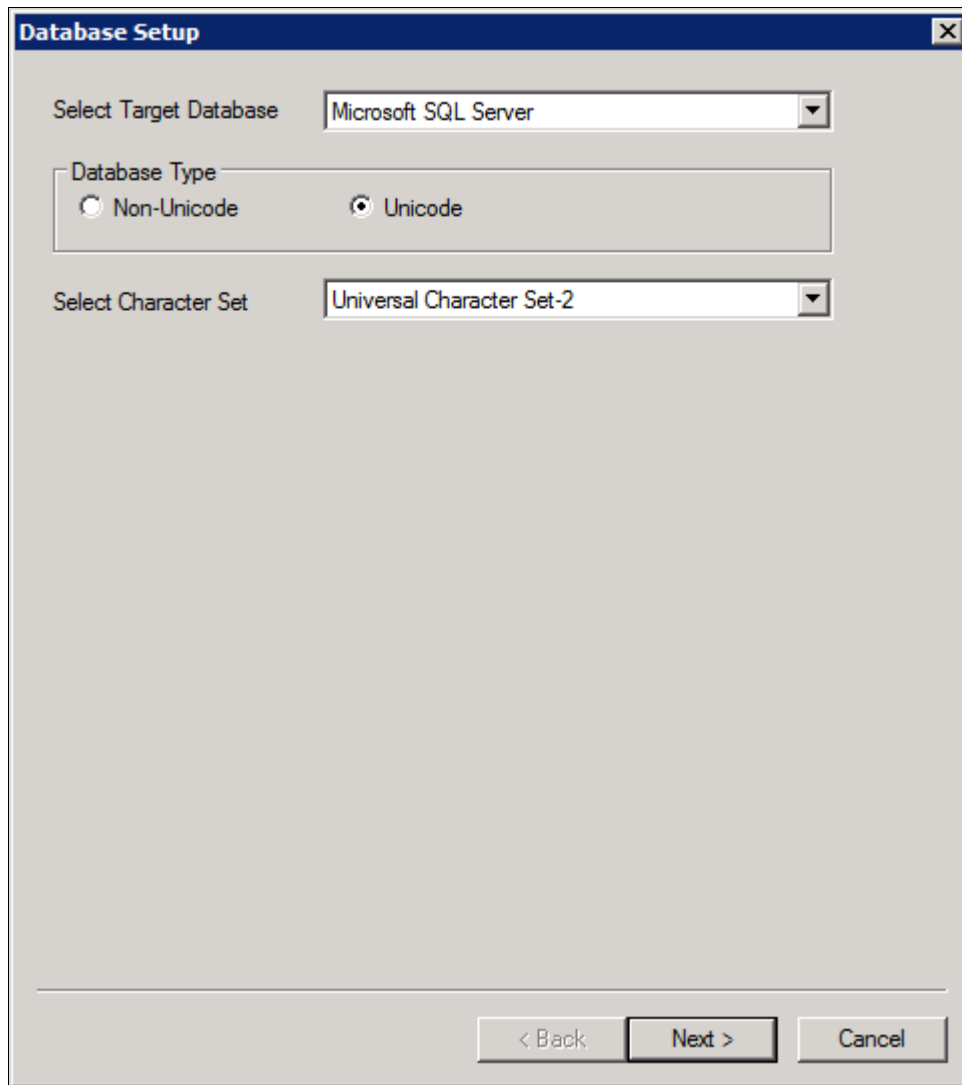 Database Setup
Select Target Database
Microsoft SQL Server
Database Type
Non-Unicode
Unicode
Select Character Set
Universal Character Set-2
< Back
Next >
Cancel